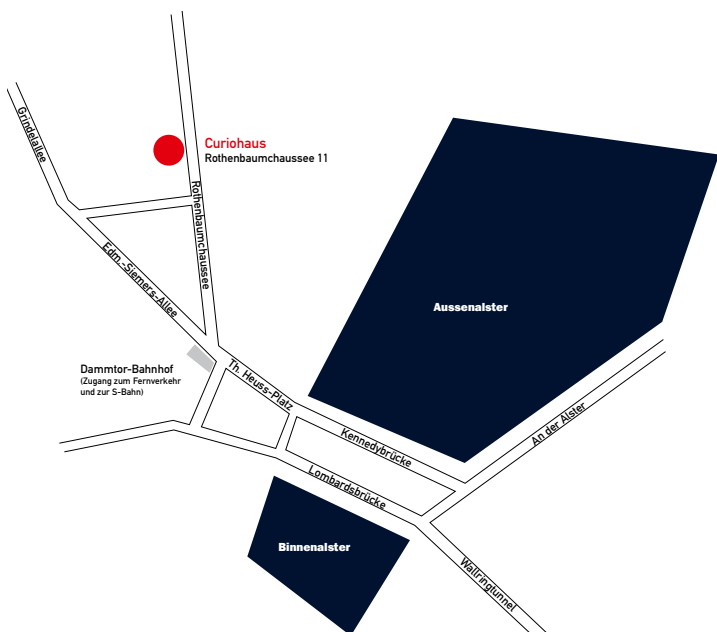 Grindelallee
Curiohaus
Rothenbaumchaussee 11
Rothenbaumchaussee
Edm.-Siemers-Allee
Aussenalster
Dammtor-Bahnhof
(Zugang zum Fernverkehr
und zur S-Bahn)
Th. Heuss-Platz
Kennedybrücke
An der Alster
Lombardsbrücke
Binnenalster
Wallringtunnel